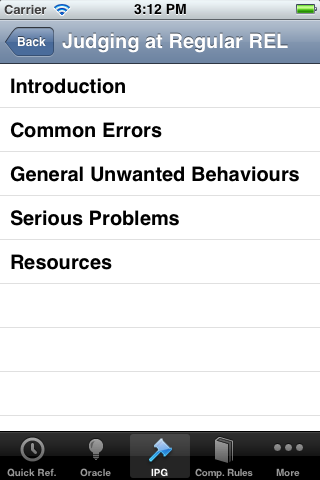 Carrier 3:12 PM
Back Judging at Regular REL
Introduction
Common Errors
General Unwanted Behaviours
Serious Problems
Resources
Quick Ref. Oracle IPG Comp. Rules More